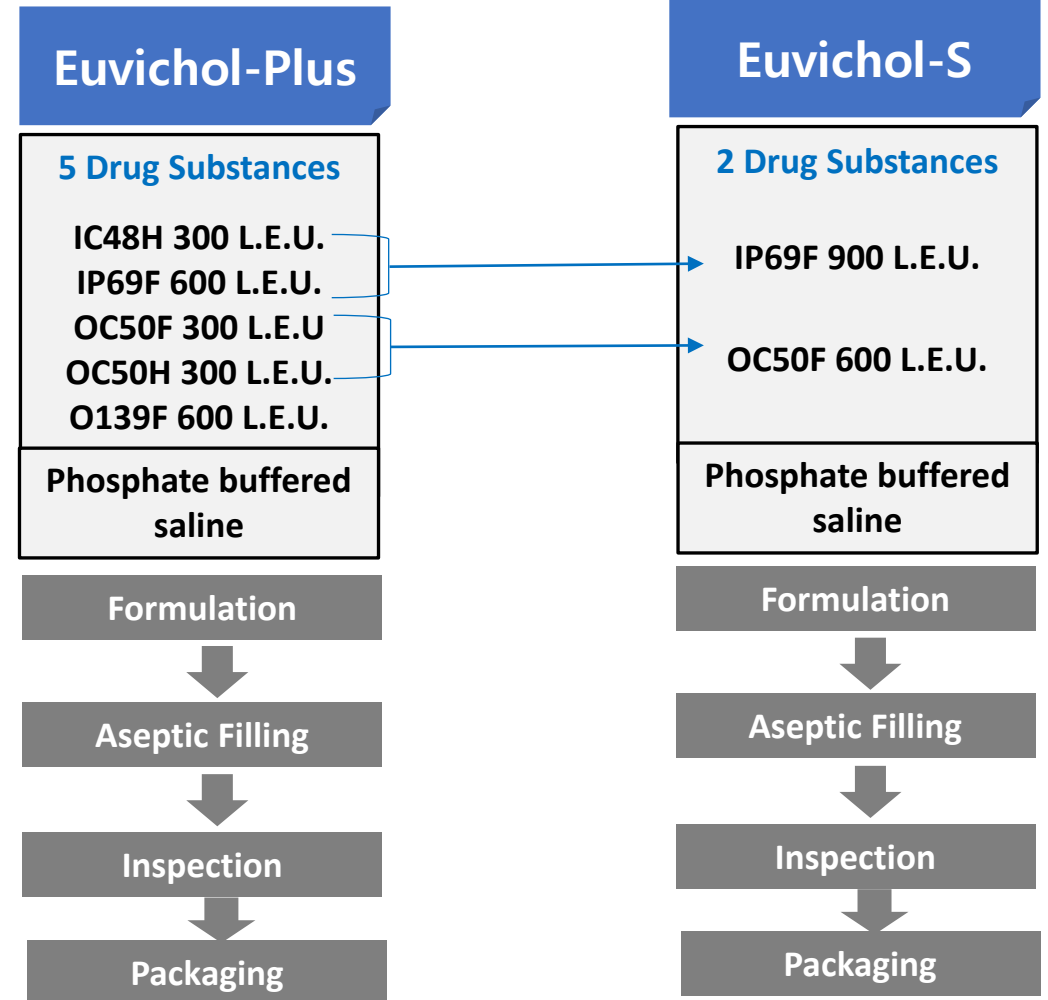 Euvichol-Plus
5 Drug Substances
IC48H 300 L.E.U.
IP69F 600 L.E.U.
OC50F 300 L.E.U
OC50H 300 L.E.U.
O139F 600 L.E.U.
Phosphate buffered
saline
Formulation
Aseptic Filling
Inspection
Packaging
Euvichol-S
2 Drug Substances
IP69F 900 L.E.U.
OC50F 600 L.E.U.
Phosphate buffered
saline
Formulation
Aseptic Filling
Inspection
Packaging